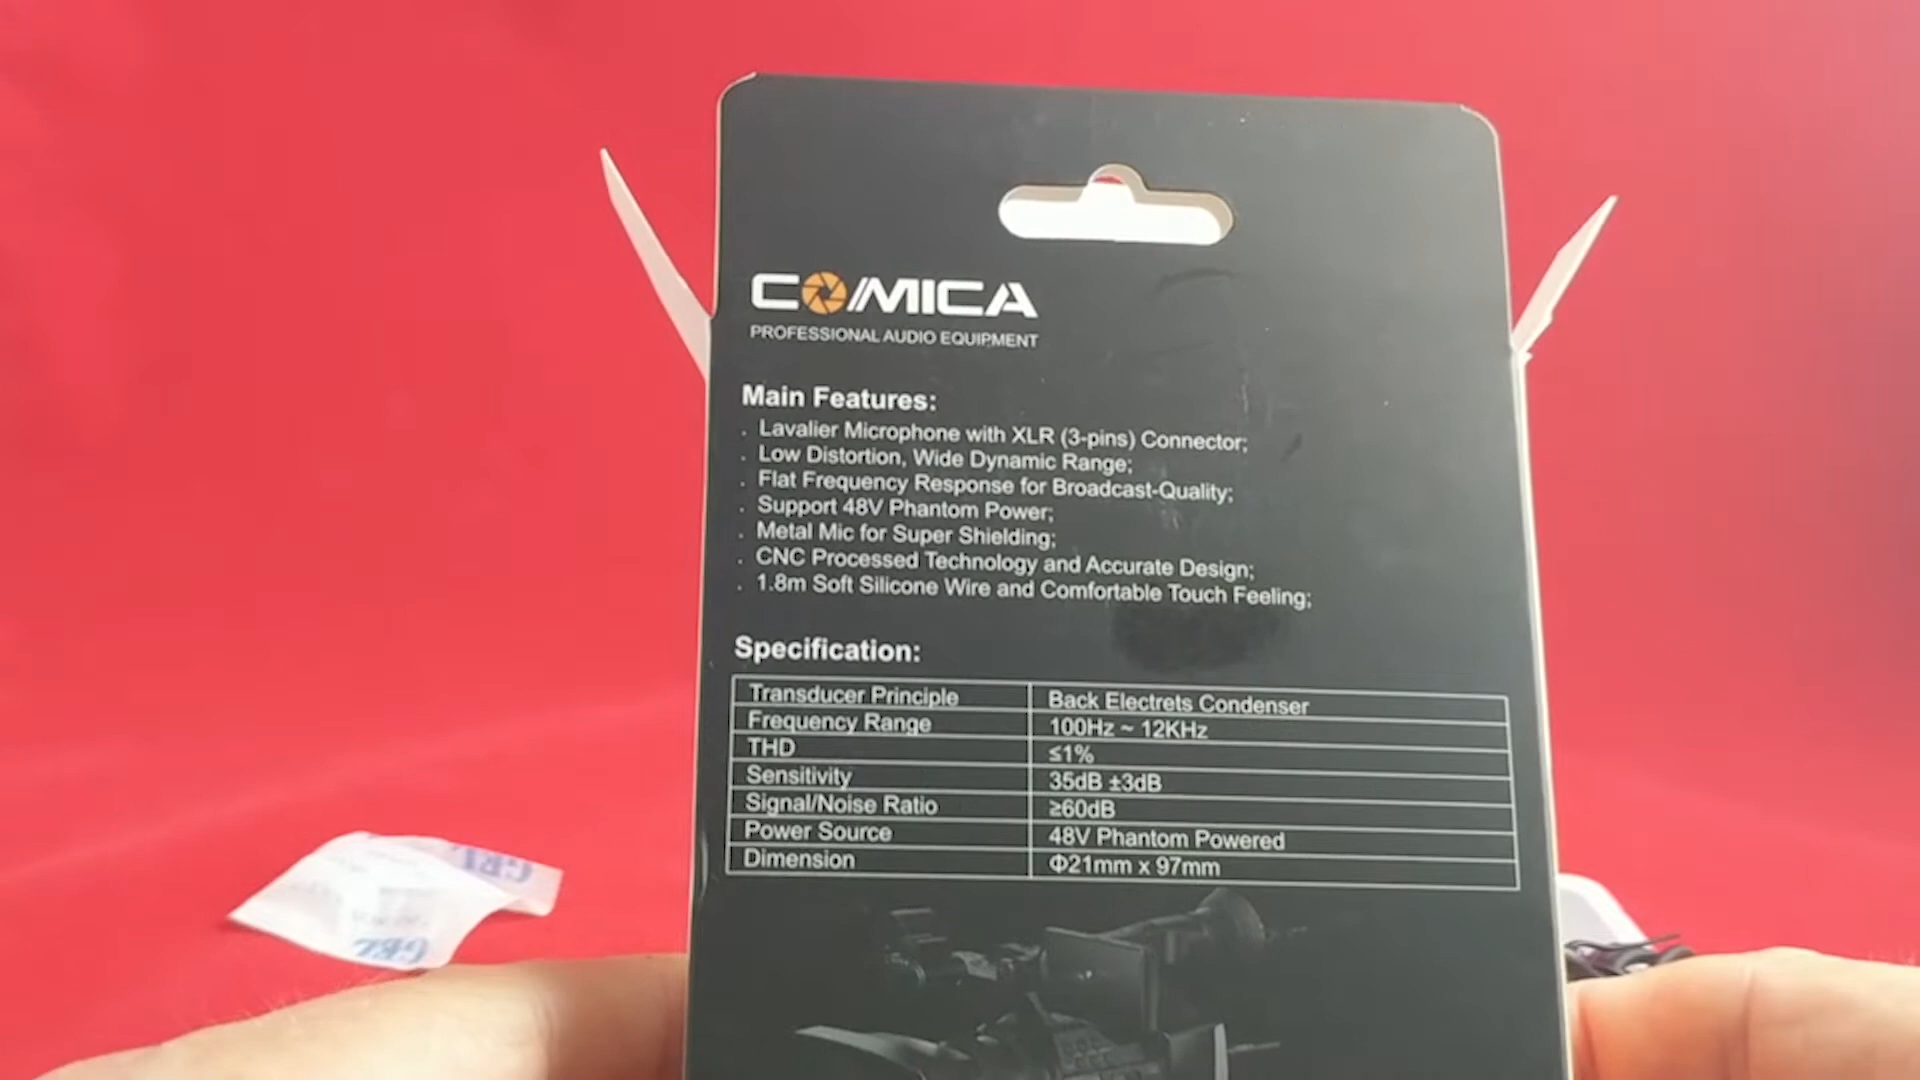 COMICA
PROFESSIONAL AUDIO EQUIPMENT
Main Features:
. Lavalier Microphone with XLR (3-pins) Connector;
. Low Distortion, Wide Dynamic Range;
. Flat Frequency Response for Broadcast-Quality;
. Support 48V Phantom Power;
. Metal Mic for Super Shielding;
. CNC Processed Technology and Accurate Design;
. 1.8m Soft Silicone Wire and Comfortable Touch Feeling;
Specification:
Transducer Principle Back Electrets Condenser
Frequency Range 100Hz ~ 12KHz
THD ≤1%
Sensitivity 35dB ±3dB
Signal/Noise Ratio ≥60dB
Power Source 48V Phantom Powered
Dimension Φ21mm x 97mm